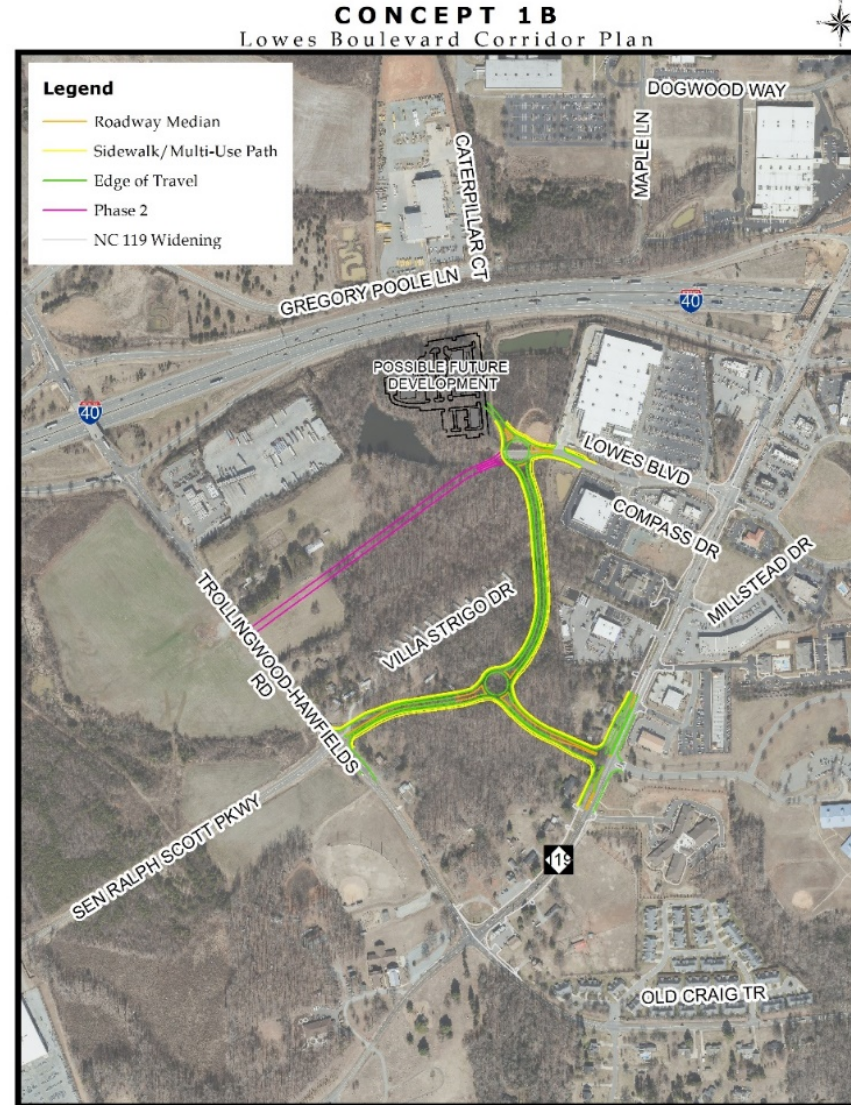 CONCEPT 1B
Lowes Boulevard Corridor Plan
Legend
Roadway Median
Sidewalk/Multi-Use Path
Edge of Travel
Phase 2
NC 119 Widening
DOGWOOD WAY
MAPLE LN
CATERPILLAR CT
GREGORY POOLE LN
40
40
POSSIBLE FUTURE
DEVELOPMENT
LOWES BLVD
COMPASS DR
MILLSTEAD DR
VILLA STRIGO DR
TROLLINGWOOD-HAWFIELDS
RD
SEN RALPH SCOTT PKWY
119
OLD CRAIG TR